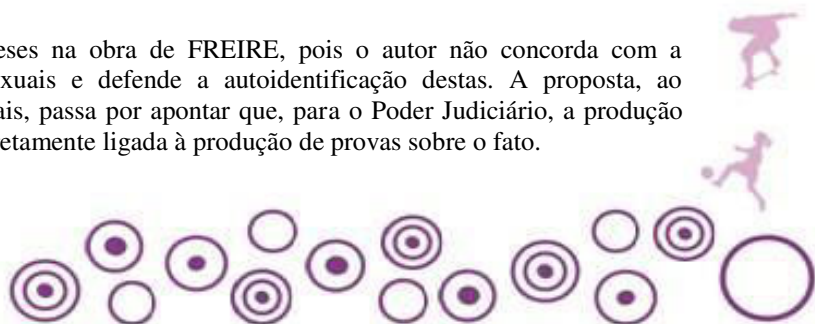 eses na obra de FREIRE, pois o autor não concorda com a
xuais e defende a autoidentificação destas. A proposta, ao
ais, passa por apontar que, para o Poder Judiciário, a produção
etamente ligada à produção de provas sobre o fato.